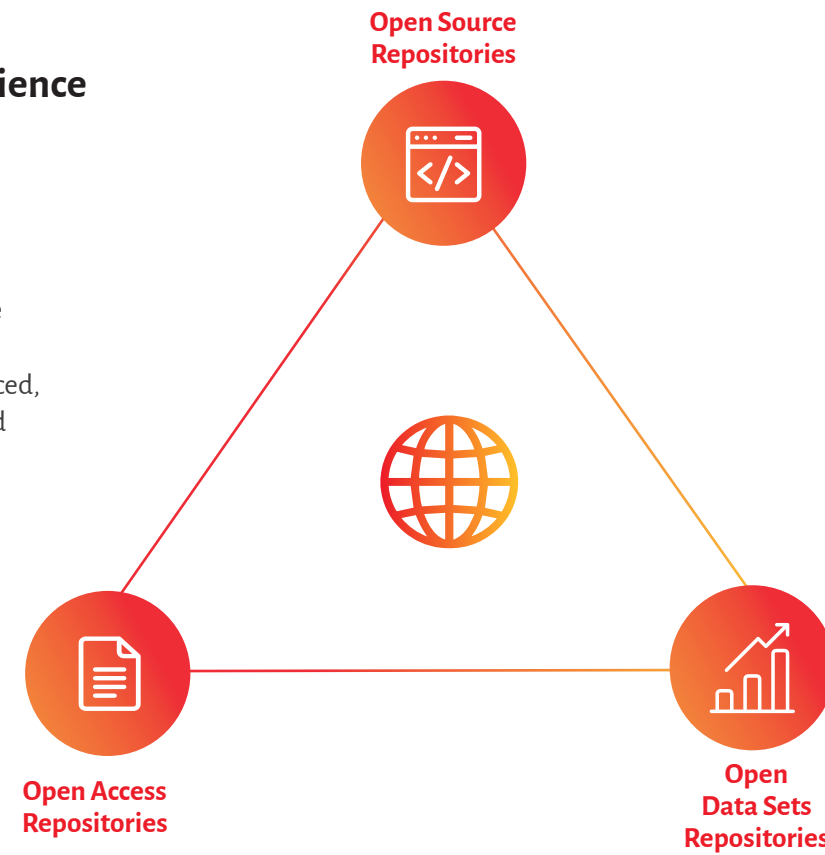 Open Source
Repositories
ience
e
ced,
d
</>
Open Access
Repositories
Open
Data Sets
Repositories